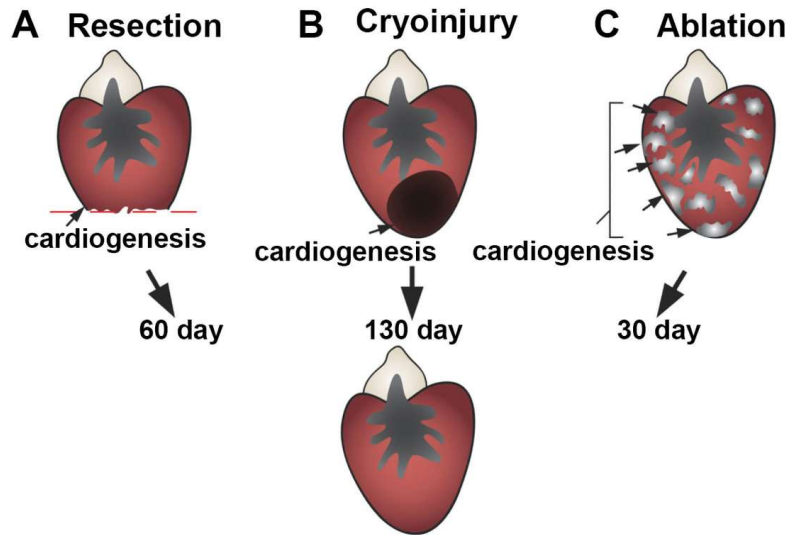 A Resection
B Cryoinjury
C Ablation
cardiogenesis
cardiogenesis
cardiogenesis
60 day
130 day
30 day